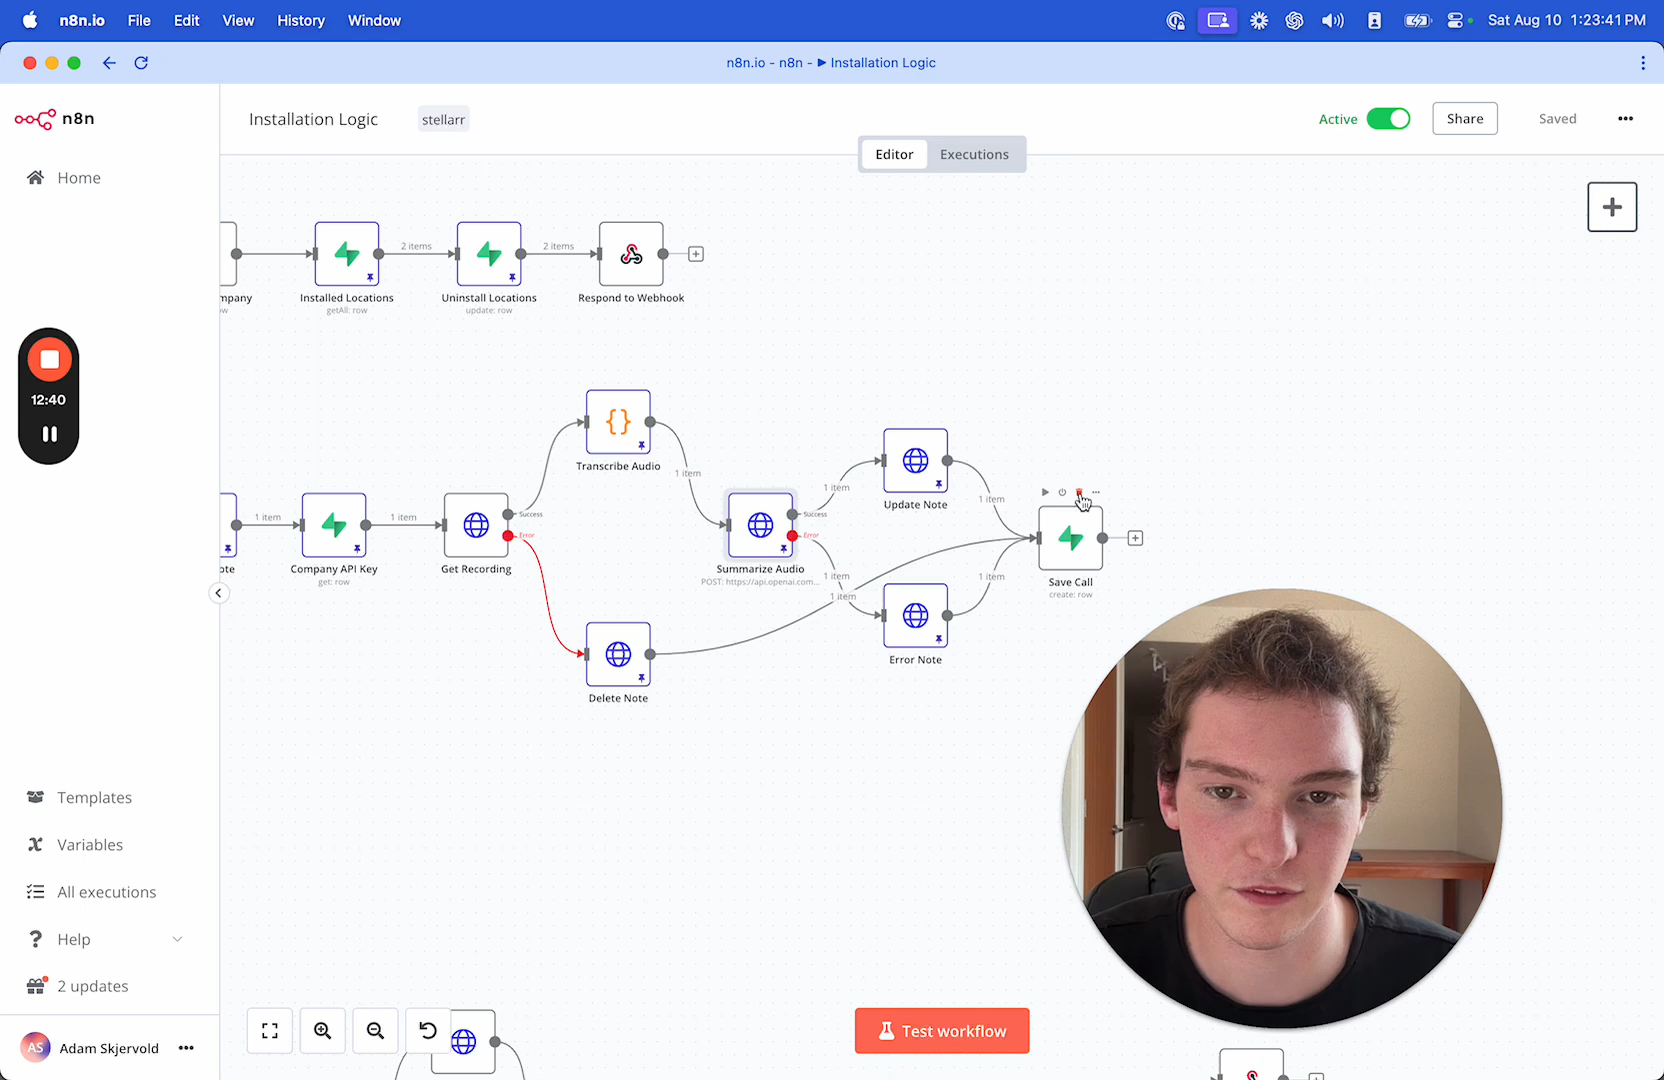 n8n.io File Edit View History Window
Sat Aug 10 1:23:41 PM
n8n.io - n8n - ▶ Installation Logic
n8n
Installation Logic
stellarr
Active
Share
Saved
Editor Executions
Home
2 items
2 items
Installed Locations
getAll: row
Uninstall Locations
update: row
Respond to Webhook
12:40
Transcribe Audio
1 item
1 item
Update Note
1 item
1 item
1 item
Success
Error
Success
Error
Company API Key
get: row
Get Recording
Summarize Audio
POST: https://api.openai.com...
1 item
1 item
1 item
Save Call
create: row
Error Note
Delete Note
Templates
Variables
All executions
Help
2 updates
AS
Adam Skjervold
Test workflow